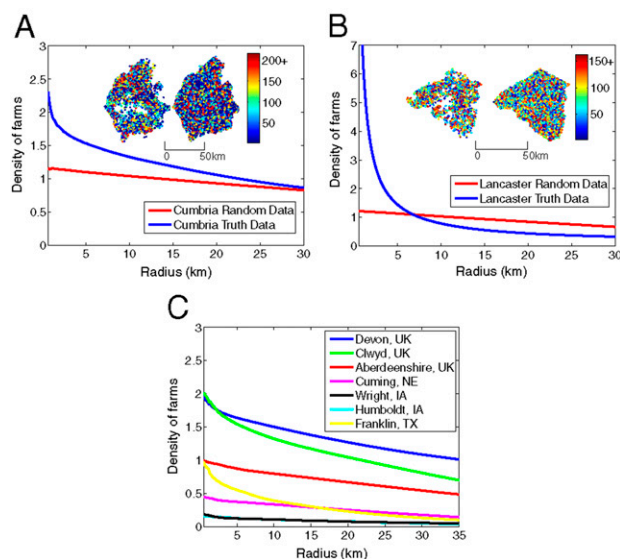 A
3
2.5
2
1.5
1
0.5
0
Density of farms
200+
150
100
50
0
50km
Cumbria Random Data
Cumbria Truth Data
5
10
15
20
25
30
Radius (km)
B
7
6
5
4
3
2
1
0
Density of farms
150+
100
50
0
50km
Lancaster Random Data
Lancaster Truth Data
5
10
15
20
25
30
Radius (km)
C
3
2.5
2
1.5
1
0.5
0
Density of farms
Devon, UK
Clwyd, UK
Aberdeenshire, UK
Cuming, NE
Wright, IA
Humboldt, IA
Franklin, TX
5
10
15
20
25
30
35
Radius (km)